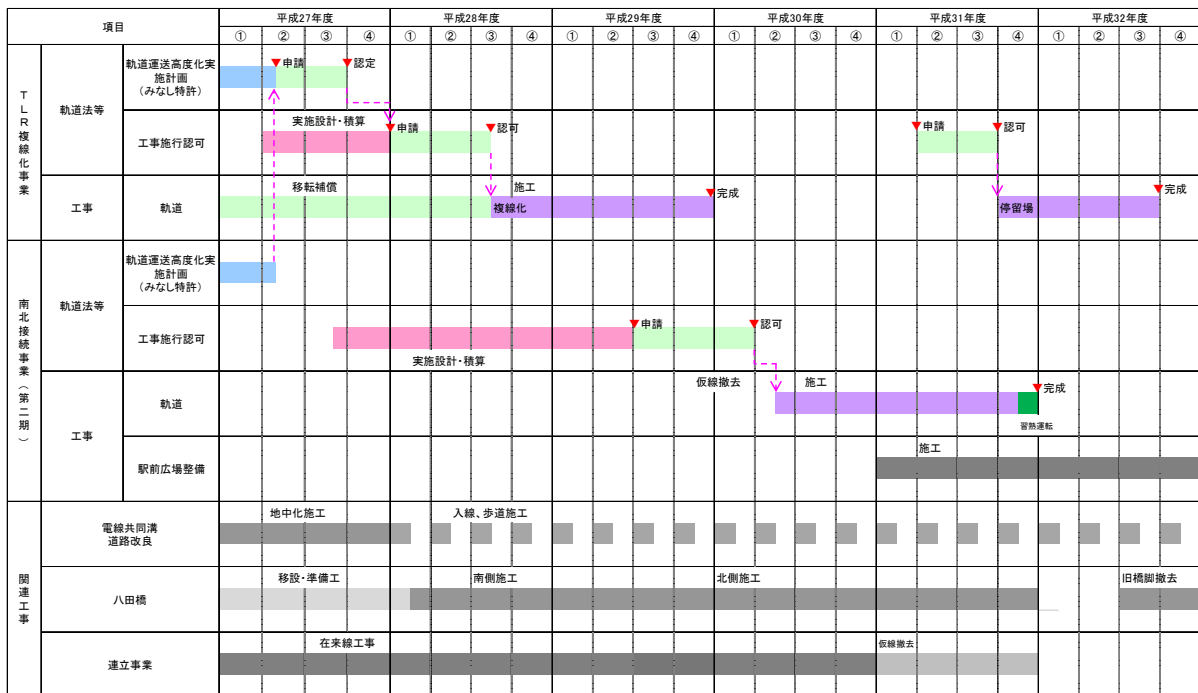 項目
平成27年度
平成28年度
平成29年度
平成30年度
平成31年度
平成32年度
① ② ③ ④ ① ② ③ ④ ① ② ③ ④ ① ② ③ ④ ① ② ③ ④ ① ② ③ ④
TLR複線化事業
軌道法等
軌道運送高度化実
施計画
(みなし特許)
申請
認定
工事施行認可
実施設計・積算
申請
認可
申請
認可
工事
軌道
移転補償
複線化
施工
完成
停留場
完成
南北接続事業(第二期)
軌道法等
軌道運送高度化実
施計画
(みなし特許)
工事施行認可
実施設計・積算
申請
認可
工事
軌道
仮線撤去
施工
完成
習熟運転
駅前広場整備
施工
関連工事
電線共同溝
道路改良
地中化施工
入線、歩道施工
八田橋
移設・準備工
南側施工
北側施工
旧橋脚撤去
連立事業
在来線工事
仮線撤去